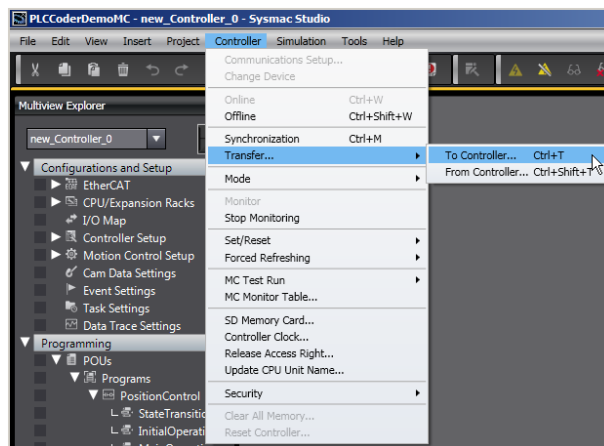 PLCCoderDemoMC - new_Controller_0 - Sysmac Studio
File Edit View Insert Project Controller Simulation Tools Help
Communications Setup...
Change Device
Online Ctrl+W
Offline Ctrl+Shift+W
Synchronization Ctrl+M
Transfer...
To Controller... Ctrl+T
From Controller... Ctrl+Shift+T
Mode
Monitor
Stop Monitoring
Set/Reset
Forced Refreshing
MC Test Run
MC Monitor Table...
SD Memory Card...
Controller Clock...
Release Access Right...
Update CPU Unit Name...
Security
Clear All Memory...
Reset Controller...
Multiview Explorer
new_Controller_0
Configurations and Setup
EtherCAT
CPU/Expansion Racks
I/O Map
Controller Setup
Motion Control Setup
Cam Data Settings
Event Settings
Task Settings
Data Trace Settings
Programming
POUs
Programs
PositionControl
StateTransitio
InitialOperati